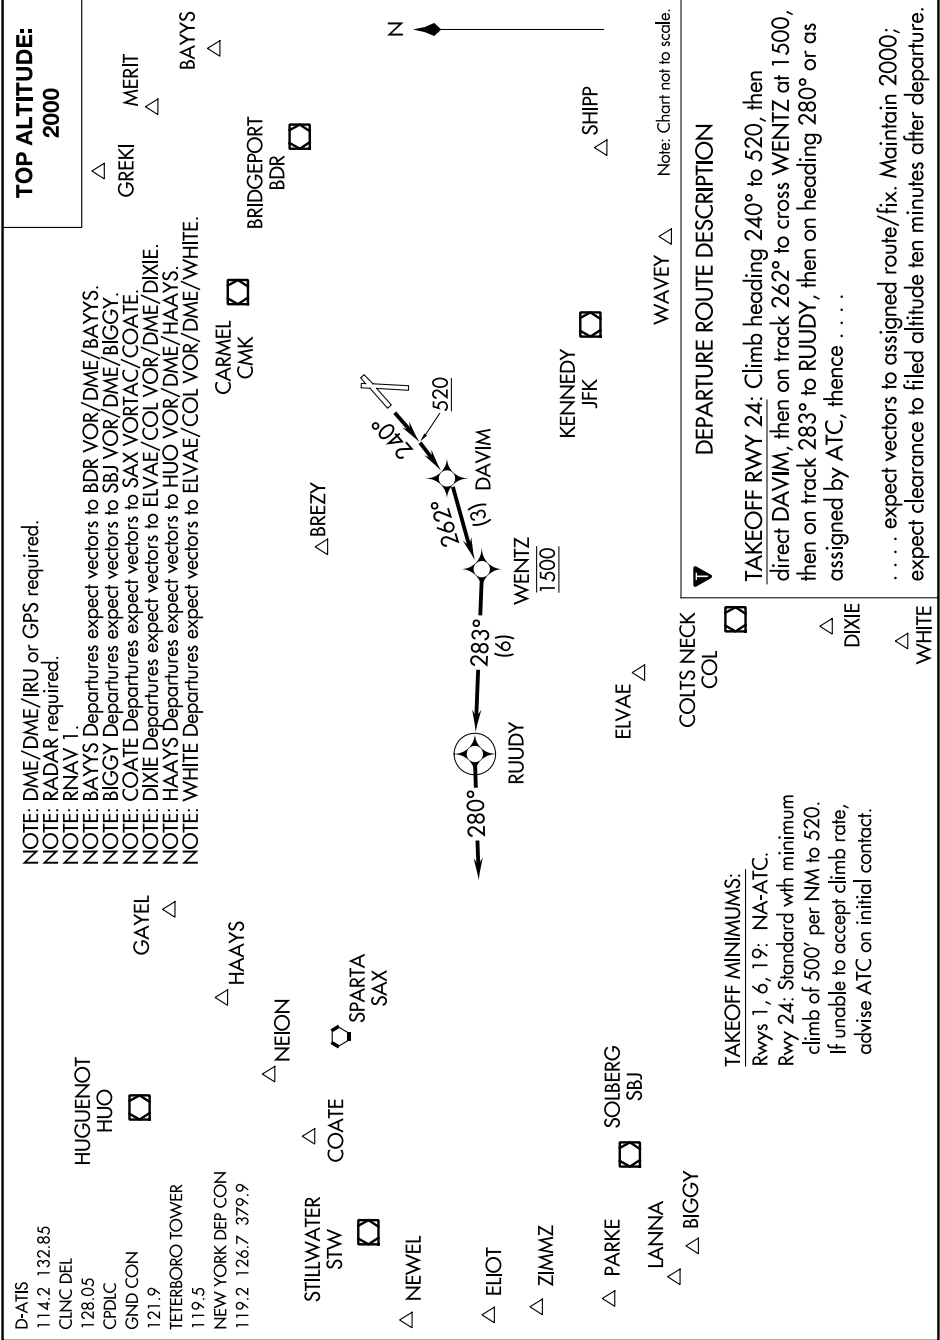 TOP ALTITUDE:
2000
D-ATIS
114.2 132.85
CLNC DEL
128.05
CPDLC
GND CON
121.9
TETERBORO TOWER
119.5
NEW YORK DEP CON
119.2 126.7 379.9
NOTE: DME/DME/IRU or GPS required.
NOTE: RADAR required.
NOTE: RNAV 1.
NOTE: BAYYS Departures expect vectors to BDR VOR/DME/BAYYS.
NOTE: BIGGY Departures expect vectors to SBJ VOR/DME/BIGGY.
NOTE: COATE Departures expect vectors to SAX VORTAC/COATE.
NOTE: DIXIE Departures expect vectors to ELVAE/COL VOR/DME/DIXIE.
NOTE: HAAYS Departures expect vectors to HUO VOR/DME/HAAYS.
NOTE: WHITE Departures expect vectors to ELVAE/COL VOR/DME/WHITE.
GREKI
MERIT
BAYYS
HUGUENOT
HUO
GAYEL
HAAYS
NEION
COATE
SPARTA
SAX
STILLWATER
STW
NEWEL
ELIOT
ZIMMZ
PARKE
LANNA
BIGGY
SOLBERG
SBJ
BREZY
CARMEL
CMK
BRIDGEPORT
BDR
N
240°
520
DAVIM
262°
(3)
WENTZ
1500
283°
(6)
RUUDY
280°
KENNEDY
JFK
SHIPP
WAVEY
ELVAE
COLTS NECK
COL
DIXIE
WHITE
Note: Chart not to scale.
TAKEOFF MINIMUMS:
Rwys 1, 6, 19: NA-ATC.
Rwy 24: Standard wth minimum
climb of 500' per NM to 520.
If unable to accept climb rate,
advise ATC on initial contact.
T
DEPARTURE ROUTE DESCRIPTION
TAKEOFF RWY 24: Climb heading 240° to 520, then
direct DAVIM, then on track 262° to cross WENTZ at 1500,
then on track 283° to RUUDY, then on heading 280° or as
assigned by ATC, thence . . . .
. . . . expect vectors to assigned route/fix. Maintain 2000;
expect clearance to filed altitude ten minutes after departure.